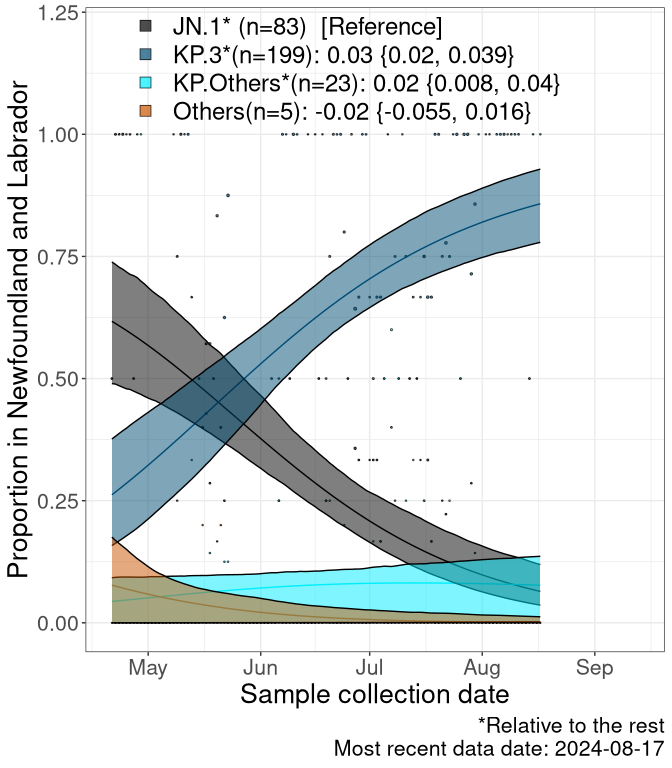 JN.1* (n=83)  [Reference]
KP.3*(n=199): 0.03 {0.02, 0.039}
KP.Others*(n=23): 0.02 {0.008, 0.04}
Others(n=5): -0.02 {-0.055, 0.016}
Proportion in Newfoundland and Labrador
1.25
1.00
0.75
0.50
0.25
0.00
May Jun Jul Aug Sep
Sample collection date
*Relative to the rest
Most recent data date: 2024-08-17